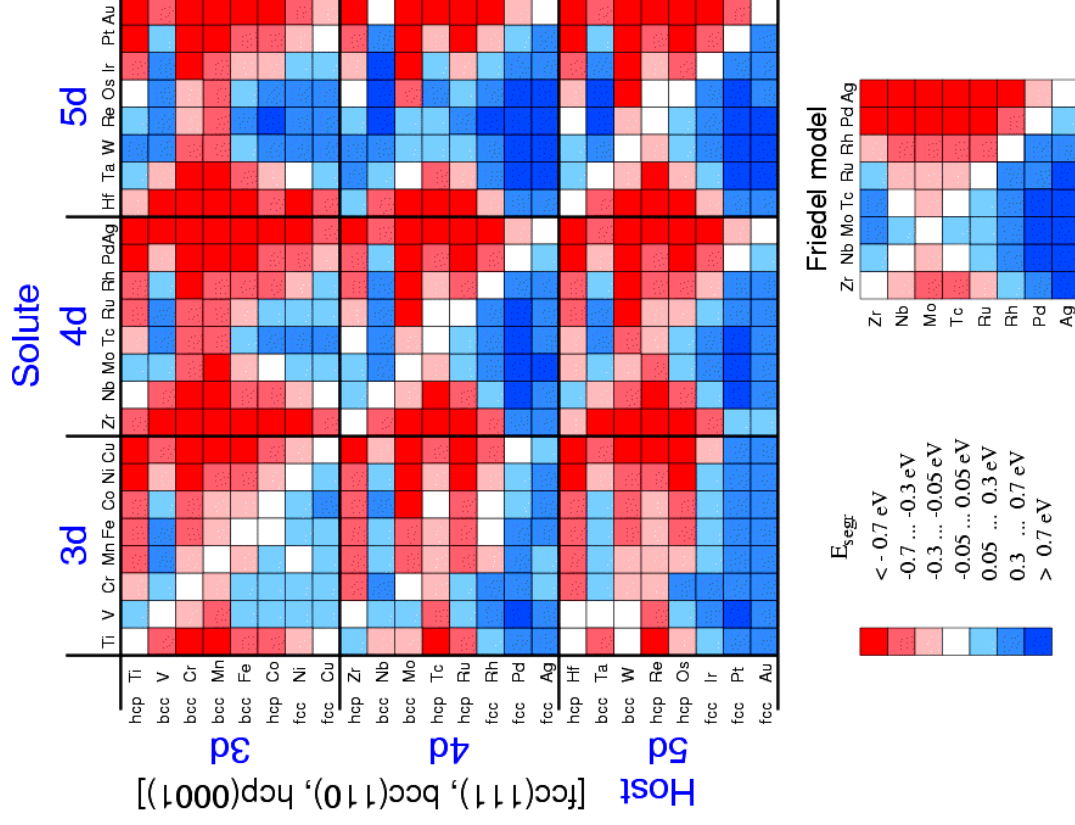 Solute
3d 4d 5d
Ti V Cr Mn Fe Co Ni Cu Zr Nb Mo Tc Ru Rh Pd Ag Hf Ta W Re Os Ir Pt Au
hcp Ti
bcc V
bcc Cr
bcc Mn
bcc Fe
hcp Co
fcc Ni
fcc Cu
hcp Zr
bcc Nb
bcc Mo
hcp Tc
hcp Ru
fcc Rh
fcc Pd
fcc Ag
hcp Hf
bcc Ta
bcc W
hcp Re
hcp Os
fcc Ir
fcc Pt
fcc Au
3d
4d
5d
Host
[fcc(111), bcc(110), hcp(0001)]
Friedel model
Zr Nb Mo Tc Ru Rh Pd Ag
Zr
Nb
Mo
Tc
Ru
Rh
Pd
Ag
Esegr
< - 0.7 eV
-0.7 ... -0.3 eV
-0.3 ... -0.05 eV
-0.05 ... 0.05 eV
0.05 ... 0.3 eV
0.3 ... 0.7 eV
> 0.7 eV